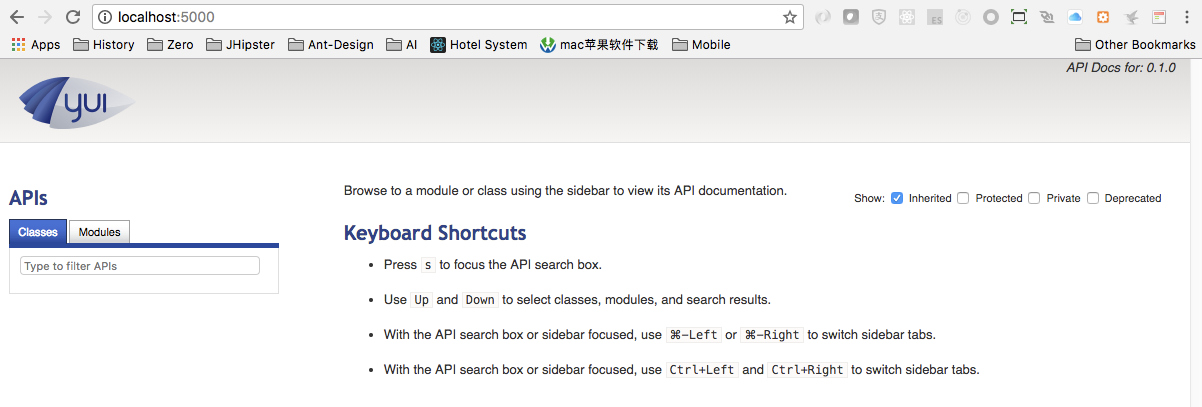 localhost:5000
Apps History Zero JHipster Ant-Design AI Hotel System mac苹果软件下载 Mobile Other Bookmarks
API Docs for: 0.1.0
YUI
APIs
Classes Modules
Type to filter APIs
Browse to a module or class using the sidebar to view its API documentation.
Show: Inherited Protected Private Deprecated
Keyboard Shortcuts
Press s to focus the API search box.
Use Up and Down to select classes, modules, and search results.
With the API search box or sidebar focused, use ⌘-Left or ⌘-Right to switch sidebar tabs.
With the API search box or sidebar focused, use Ctrl+Left and Ctrl+Right to switch sidebar tabs.